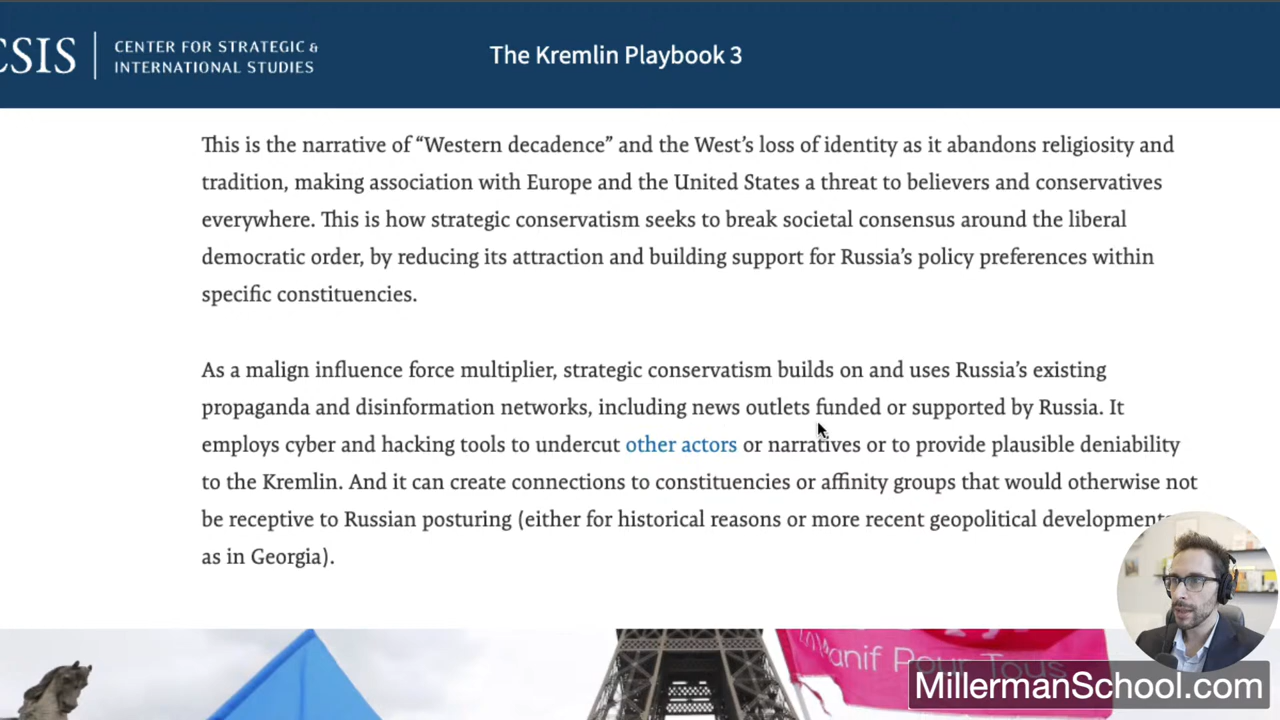 CSIS
CENTER FOR STRATEGIC &
INTERNATIONAL STUDIES
The Kremlin Playbook 3
This is the narrative of “Western decadence” and the West’s loss of identity as it abandons religiosity and
tradition, making association with Europe and the United States a threat to believers and conservatives
everywhere. This is how strategic conservatism seeks to break societal consensus around the liberal
democratic order, by reducing its attraction and building support for Russia’s policy preferences within
specific constituencies.
As a malign influence force multiplier, strategic conservatism builds on and uses Russia’s existing
propaganda and disinformation networks, including news outlets funded or supported by Russia. It
employs cyber and hacking tools to undercut other actors or narratives or to provide plausible deniability
to the Kremlin. And it can create connections to constituencies or affinity groups that would otherwise not
be receptive to Russian posturing (either for historical reasons or more recent geopolitical developments
as in Georgia).
Manif Pour Tous
MillermanSchool.com